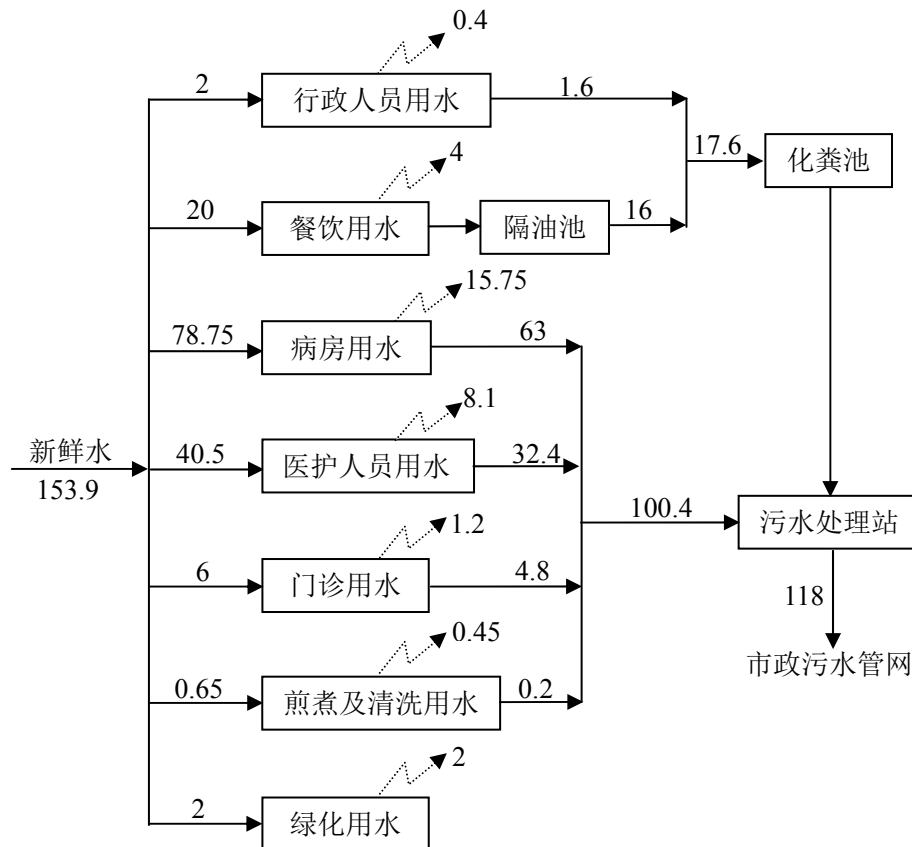 0.4
2
行政人员用水
1.6
4
17.6
化粪池
20
餐饮用水
隔油池
16
15.75
78.75
病房用水
63
8.1
新鲜水
153.9
40.5
医护人员用水
32.4
1.2
100.4
污水处理站
6
门诊用水
4.8
118
0.45
市政污水管网
0.65
煎煮及清洗用水
0.2
2
2
绿化用水